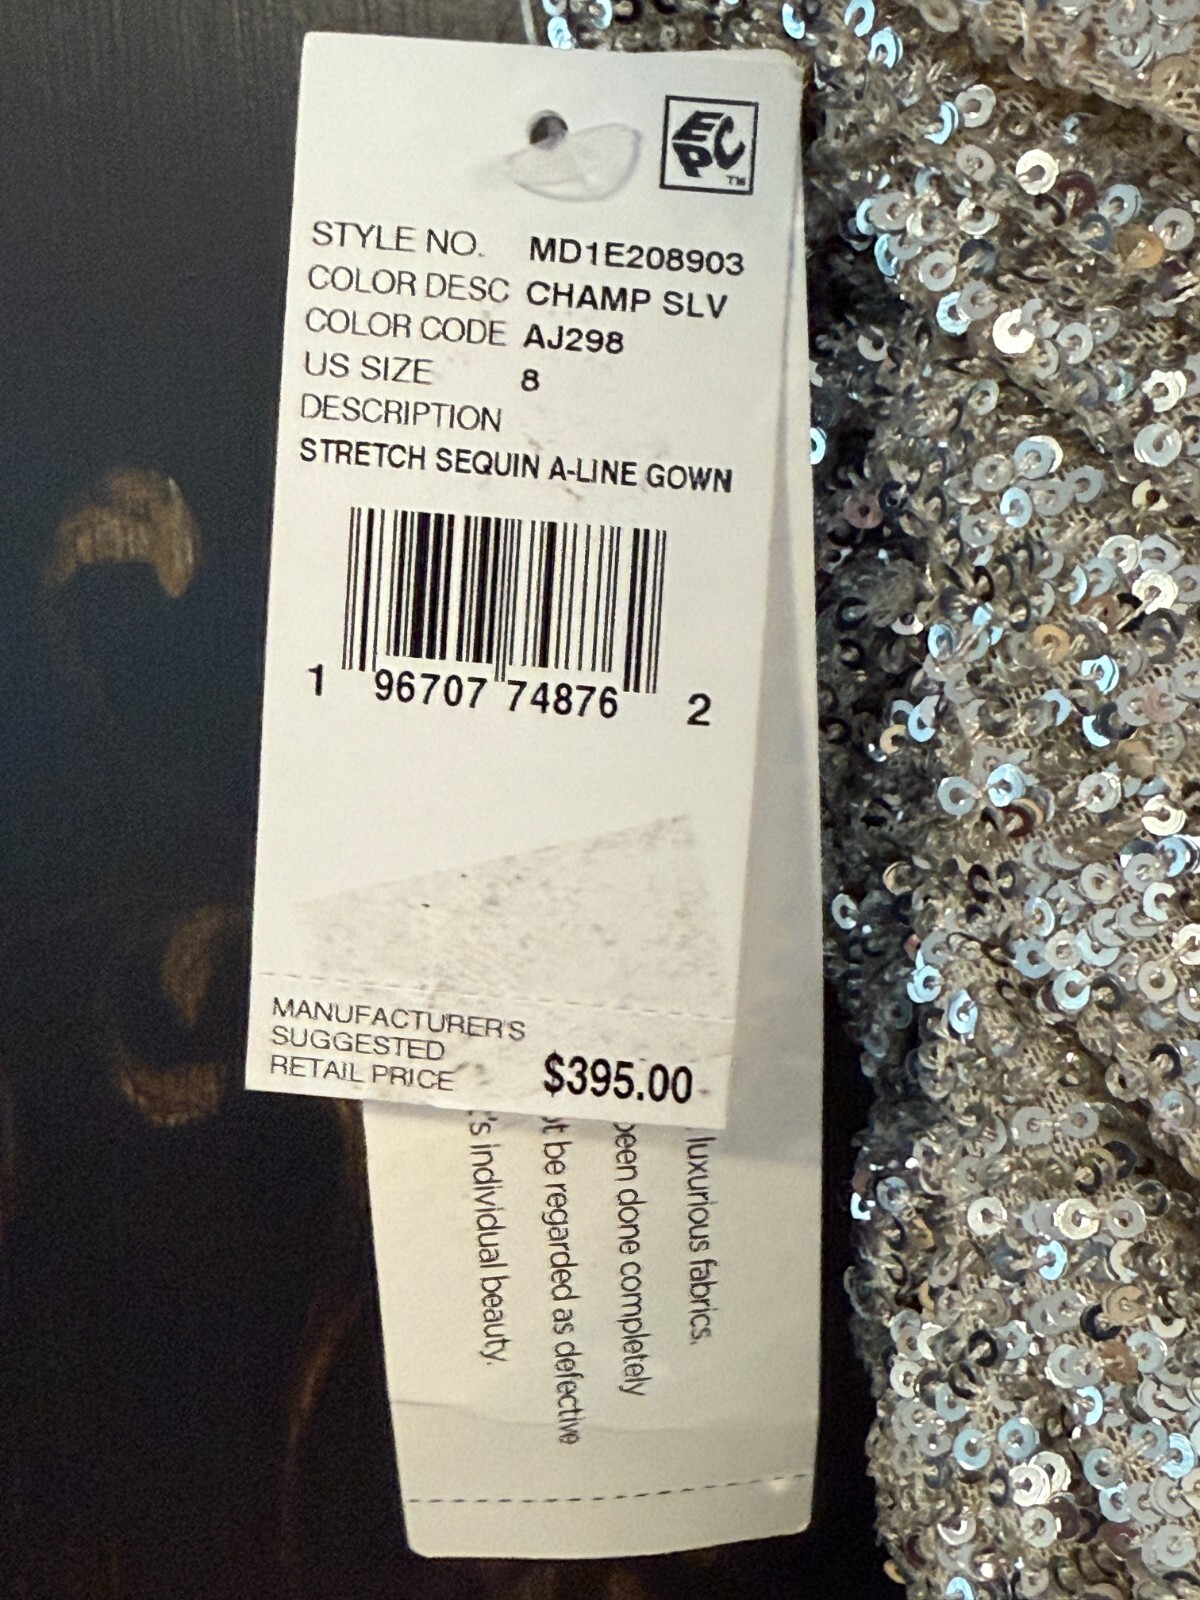 EPC
TM
STYLE NO. MD1E208903
COLOR DESC CHAMP SLV
COLOR CODE AJ298
US SIZE 8
DESCRIPTION
STRETCH SEQUIN A-LINE GOWN
1 96707 74876 2
MANUFACTURER'S
SUGGESTED
RETAIL PRICE $395.00
luxurious fabrics.
been done completely
be regarded as defective
's individual beauty.